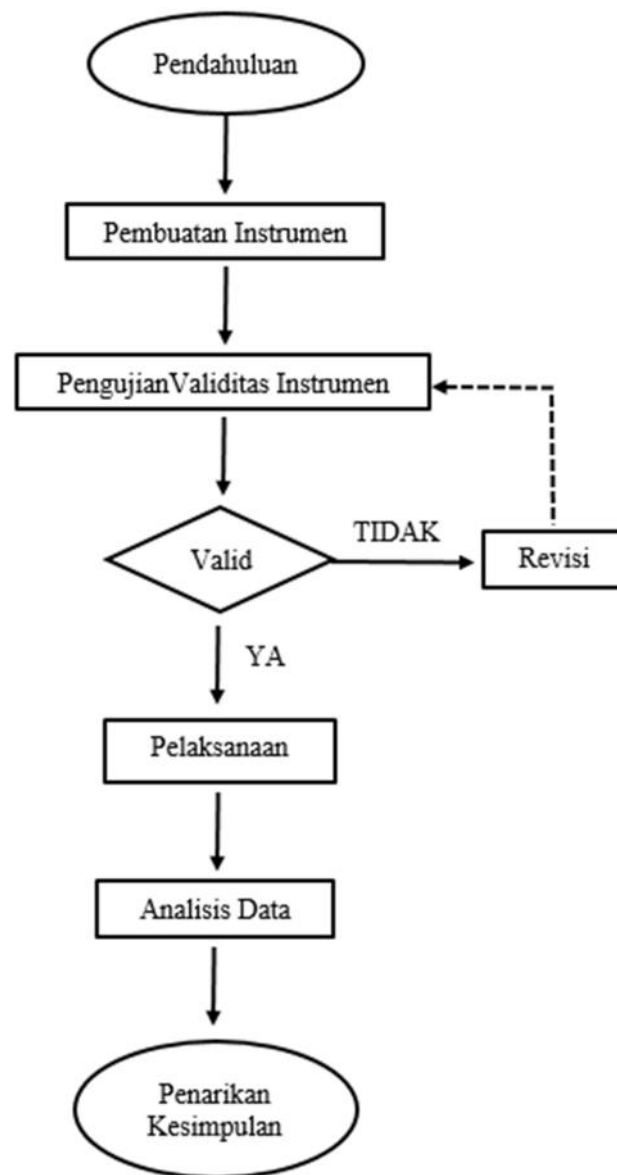 Pendahuluan
Pembuatan Instrumen
PengujianValiditas Instrumen
Valid
TIDAK
Revisi
YA
Pelaksanaan
Analisis Data
Penarikan
Kesimpulan